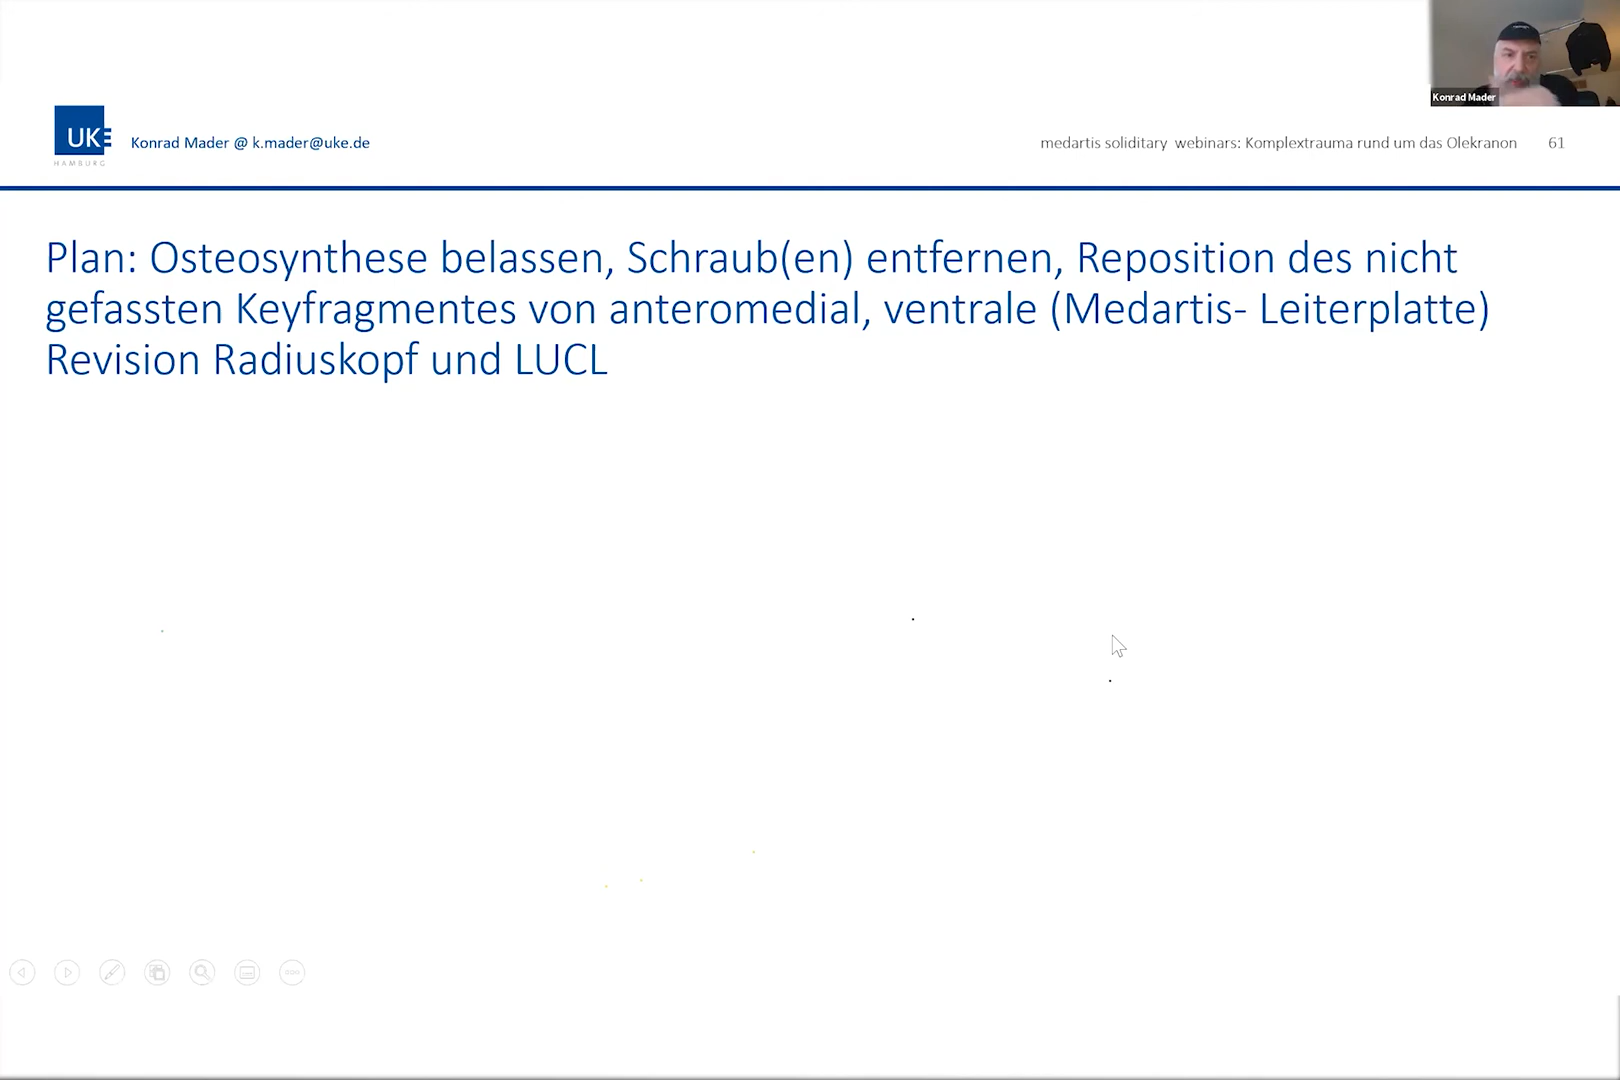 Konrad Mader
UKE
HAMBURG
Konrad Mader @ k.mader@uke.de
medartis soliditary webinars: Komplextrauma rund um das Olekranon 61
Plan: Osteosynthese belassen, Schraub(en) entfernen, Reposition des nicht
gefassten Keyfragmentes von anteromedial, ventrale (Medartis- Leiterplatte)
Revision Radiuskopf und LUCL